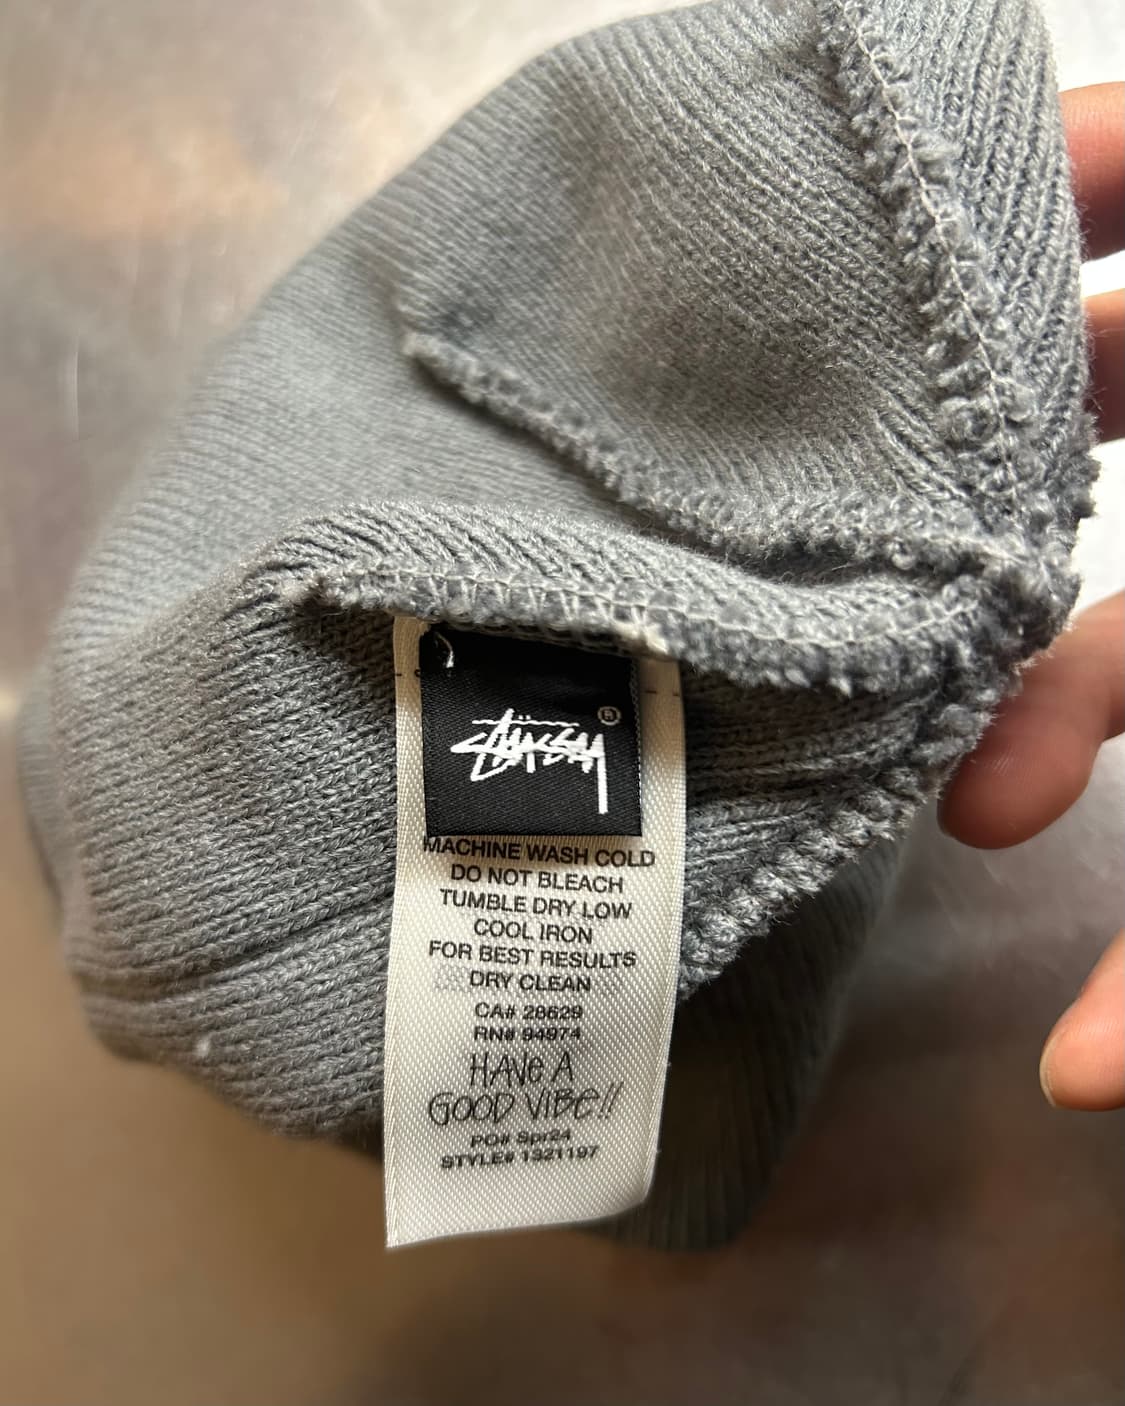 Stüssy ®
MACHINE WASH COLD
DO NOT BLEACH
TUMBLE DRY LOW
COOL IRON
FOR BEST RESULTS
DRY CLEAN
CA# 28629
RN# 94974
HAVE A
GOOD VIBE!!
PO# Spr24
STYLE# 1321197